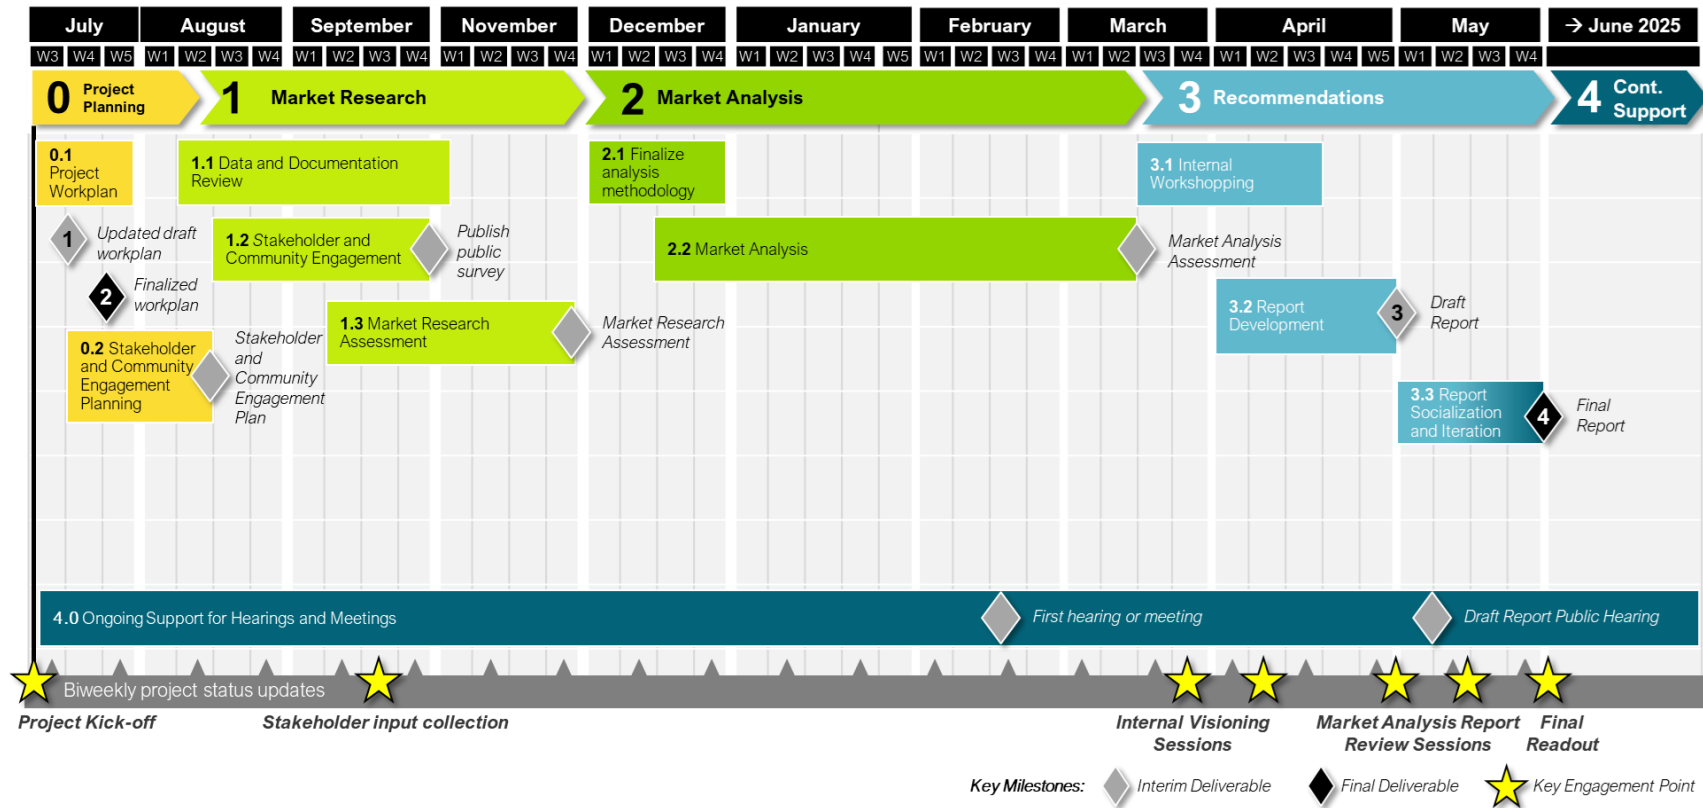 July August September November December January February March April May → June 2025
W3 W4 W5 W1 W2 W3 W4 W1 W2 W3 W4 W1 W2 W3 W4 W1 W2 W3 W4 W1 W2 W3 W4 W5 W1 W2 W3 W4 W1 W2 W3 W4 W1 W2 W3 W4 W5 W1 W2 W3 W4
0 Project
Planning
1 Market Research
2 Market Analysis
3 Recommendations
4 Cont.
Support
0.1
Project
Workplan
1.1 Data and Documentation
Review
2.1 Finalize
analysis
methodology
3.1 Internal
Workshopping
1
Updated draft
workplan
1.2 Stakeholder and
Community Engagement
Publish
public
survey
2.2 Market Analysis
Market Analysis
Assessment
2
Finalized
workplan
1.3 Market Research
Assessment
Market Research
Assessment
3.2 Report
Development
3
Draft
Report
0.2 Stakeholder
and Community
Engagement
Planning
Stakeholder
and
Community
Engagement
Plan
3.3 Report
Socialization
and Iteration
4
Final
Report
4.0 Ongoing Support for Hearings and Meetings
First hearing or meeting
Draft Report Public Hearing
Biweekly project status updates
Project Kick-off
Stakeholder input collection
Internal Visioning
Sessions
Market Analysis Report
Review Sessions
Final
Readout
Key Milestones: Interim Deliverable Final Deliverable Key Engagement Point